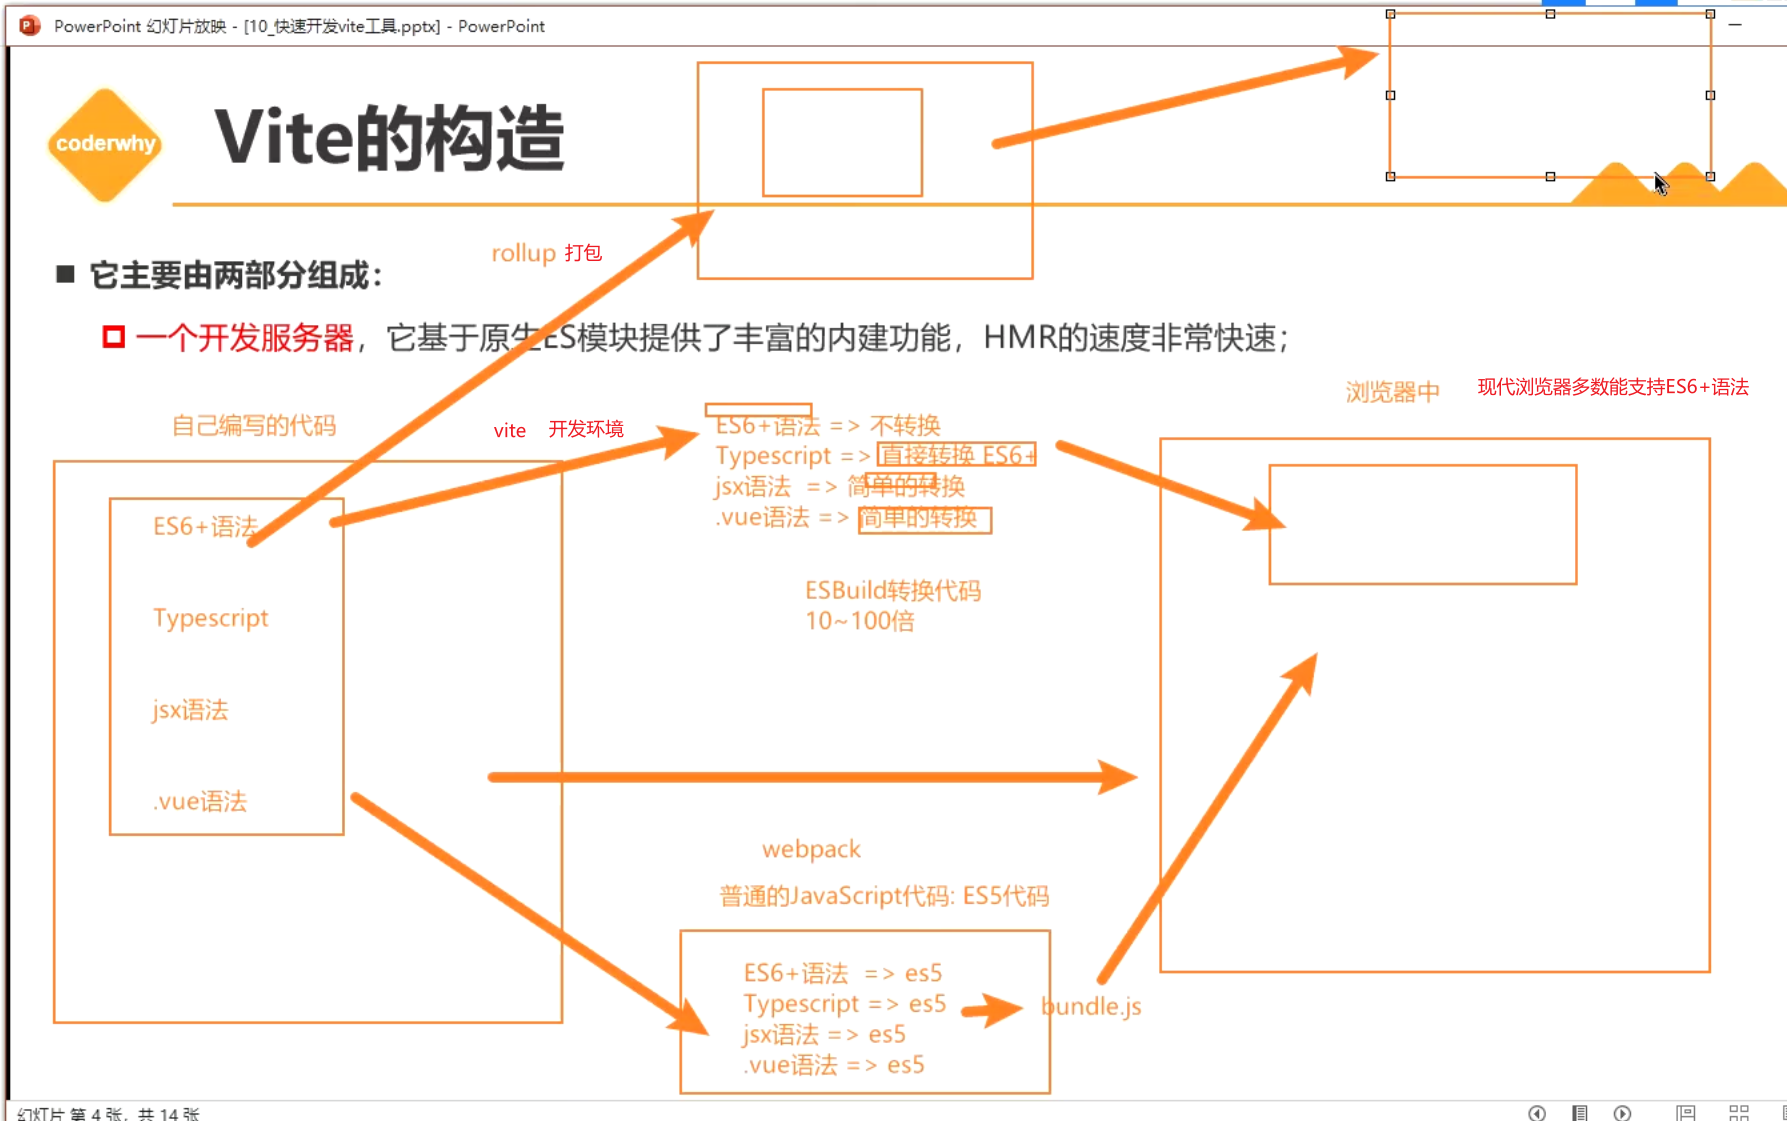 PowerPoint 幻灯片放映 - [10_快速开发vite工具.pptx] - PowerPoint
coderwhy
Vite的构造
rollup 打包
它主要由两部分组成：
一个开发服务器，它基于原生ES模块提供了丰富的内建功能，HMR的速度非常快速；
自己编写的代码
vite 开发环境
浏览器中
现代浏览器多数能支持ES6+语法
ES6+语法 => 不转换
Typescript => 直接转换 ES6+
jsx语法 => 简单的转换
.vue语法 => 简单的转换
ES6+语法
Typescript
jsx语法
.vue语法
ESBuild转换代码
10~100倍
webpack
普通的JavaScript代码: ES5代码
ES6+语法 => es5
Typescript => es5
jsx语法 => es5
.vue语法 => es5
bundle.js
幻灯片 第 4 张，共 14 张